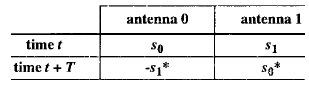 antenna 0 antenna 1
time t s0 s1
time t + T -s1* s0*